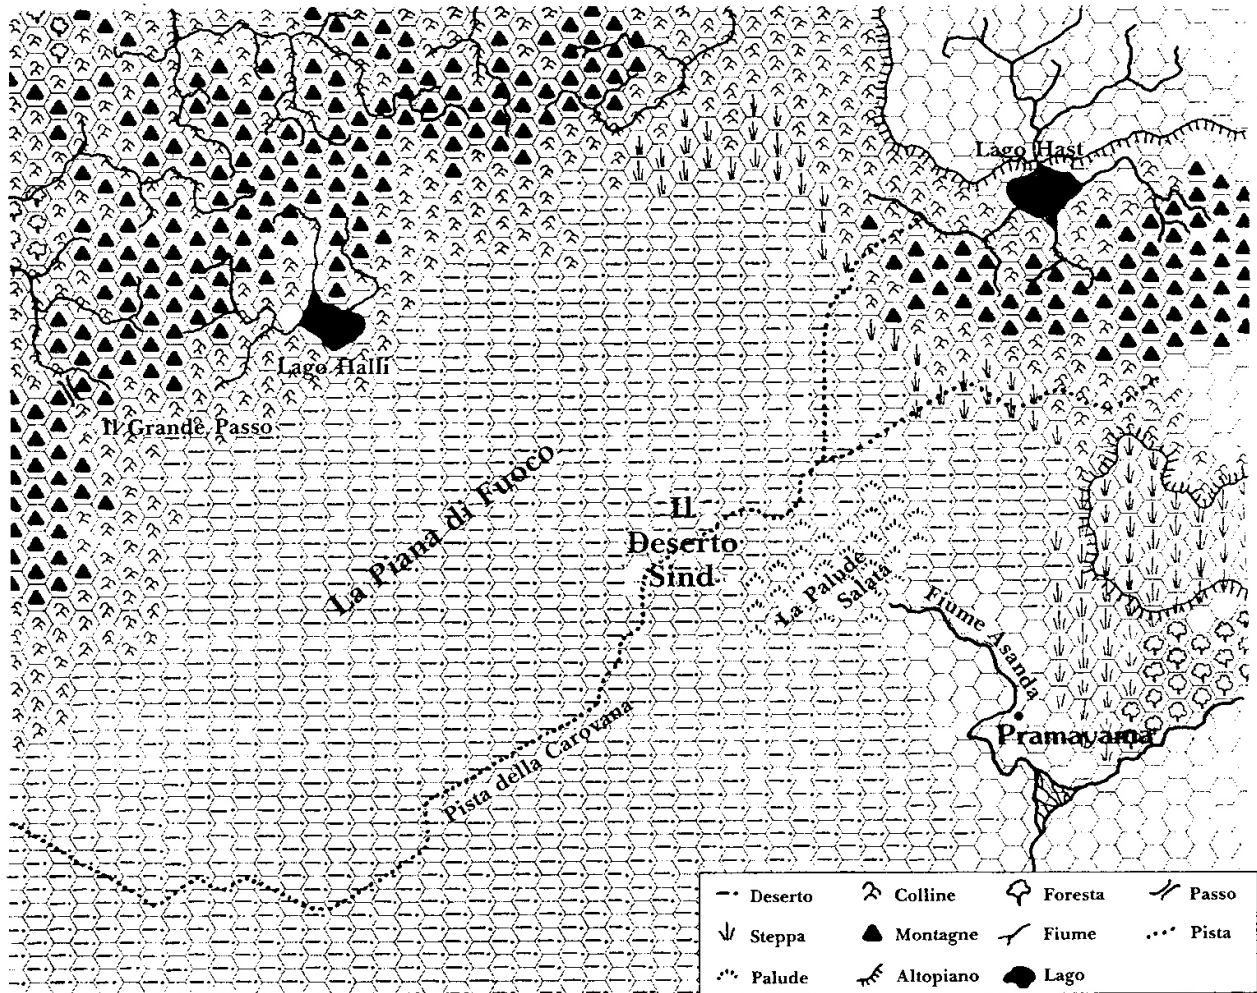 Lago Hast
Lago Halli
Il Grande Passo
La Piana di Fuoco
Il
Deserto
Sind
La Palude
Salata
Fiume Asanda
Pramayama
Pista della Carovana
Deserto
Colline
Foresta
Passo
Steppa
Montagne
Fiume
Pista
Palude
Altopiano
Lago